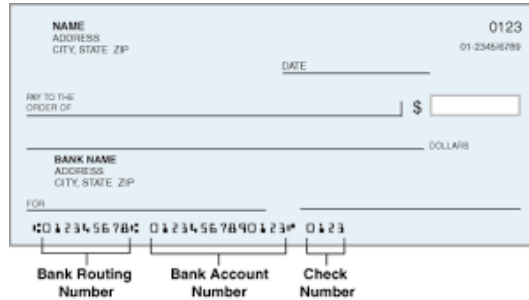 NAME
ADDRESS
CITY, STATE ZIP
0123
01-2345/6789
DATE
PAY TO THE
ORDER OF
$
DOLLARS
BANK NAME
ADDRESS
CITY, STATE ZIP
FOR
⑆012345678⑆ 01234567890123⑈ 0123
Bank Routing
Number
Bank Account
Number
Check
Number